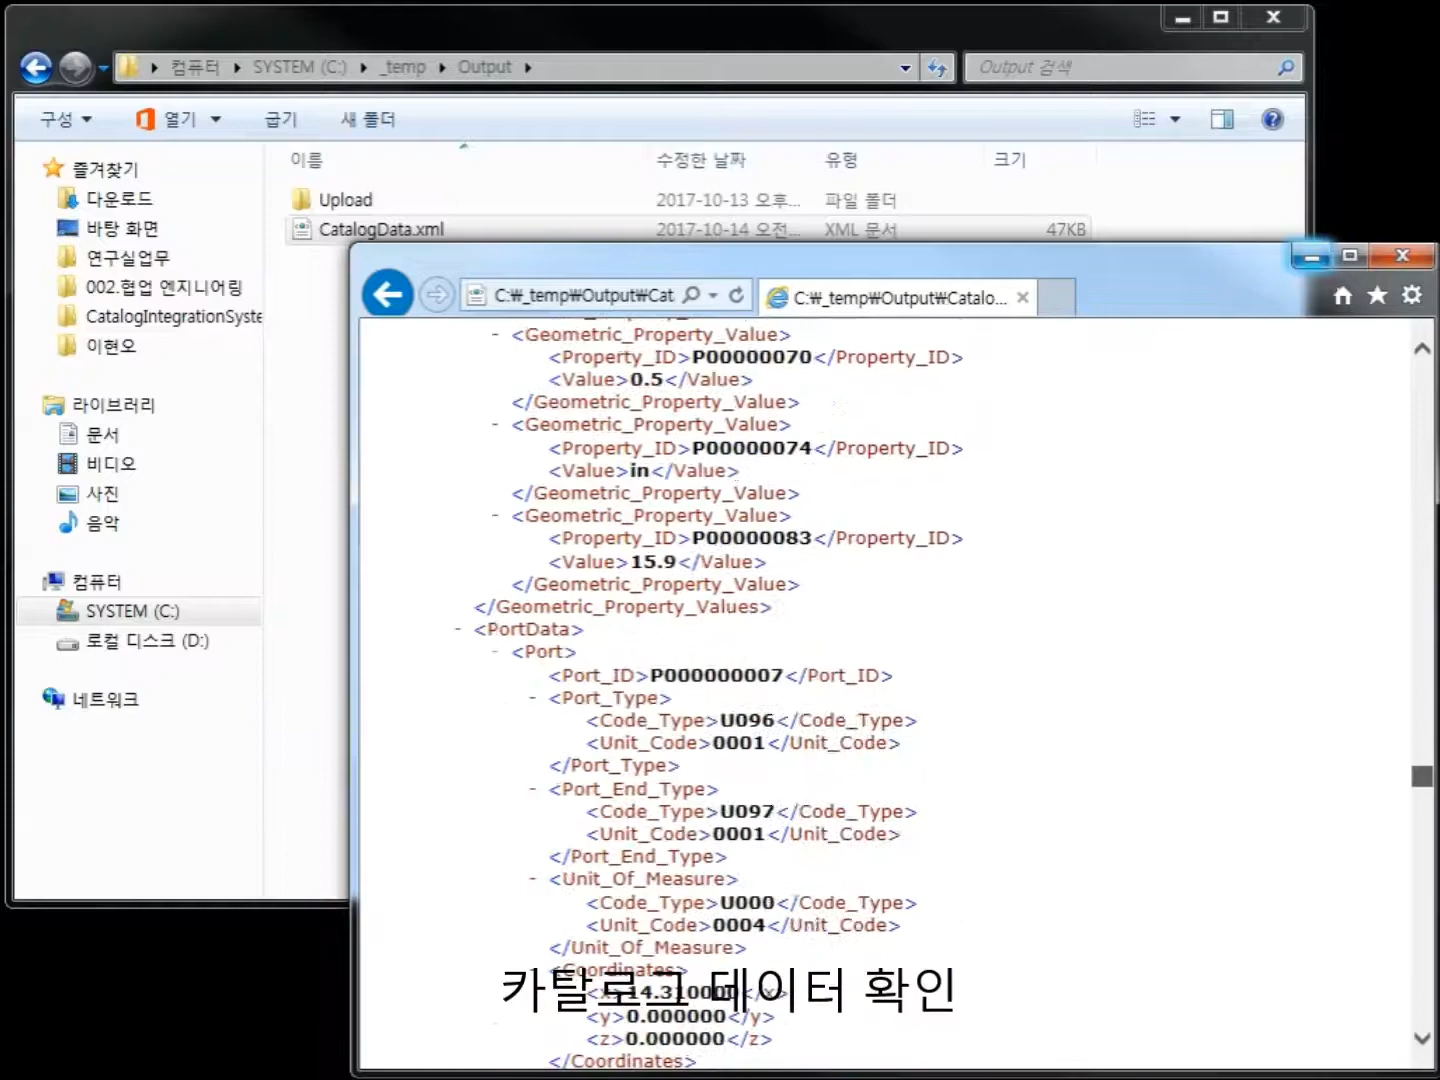 컴퓨터 SYSTEM (C:) _temp Output
Output 검색
구성 열기 굽기 새 폴더
이름 수정한 날짜 유형 크기
즐겨찾기
다운로드
바탕 화면
연구실업무
002.협업 엔지니어링
CatalogIntegrationSyste
이현오
라이브러리
문서
비디오
사진
음악
컴퓨터
SYSTEM (C:)
로컬 디스크 (D:)
네트워크
Upload 2017-10-13 오후... 파일 폴더
CatalogData.xml 2017-10-14 오전... XML 문서 47KB
C:₩_temp₩Output₩Cat
C:₩_temp₩Output₩Catalo...
- <Geometric_Property_Value>
<Property_ID>P00000070</Property_ID>
<Value>0.5</Value>
</Geometric_Property_Value>
- <Geometric_Property_Value>
<Property_ID>P00000074</Property_ID>
<Value>in</Value>
</Geometric_Property_Value>
- <Geometric_Property_Value>
<Property_ID>P00000083</Property_ID>
<Value>15.9</Value>
</Geometric_Property_Value>
</Geometric_Property_Values>
- <PortData>
- <Port>
<Port_ID>P000000007</Port_ID>
- <Port_Type>
<Code_Type>U096</Code_Type>
<Unit_Code>0001</Unit_Code>
</Port_Type>
- <Port_End_Type>
<Code_Type>U097</Code_Type>
<Unit_Code>0001</Unit_Code>
</Port_End_Type>
- <Unit_Of_Measure>
<Code_Type>U000</Code_Type>
<Unit_Code>0004</Unit_Code>
</Unit_Of_Measure>
<Coordinates>
<x>14.310000</x>
<y>0.000000</y>
<z>0.000000</z>
</Coordinates>
카탈로그 데이터 확인